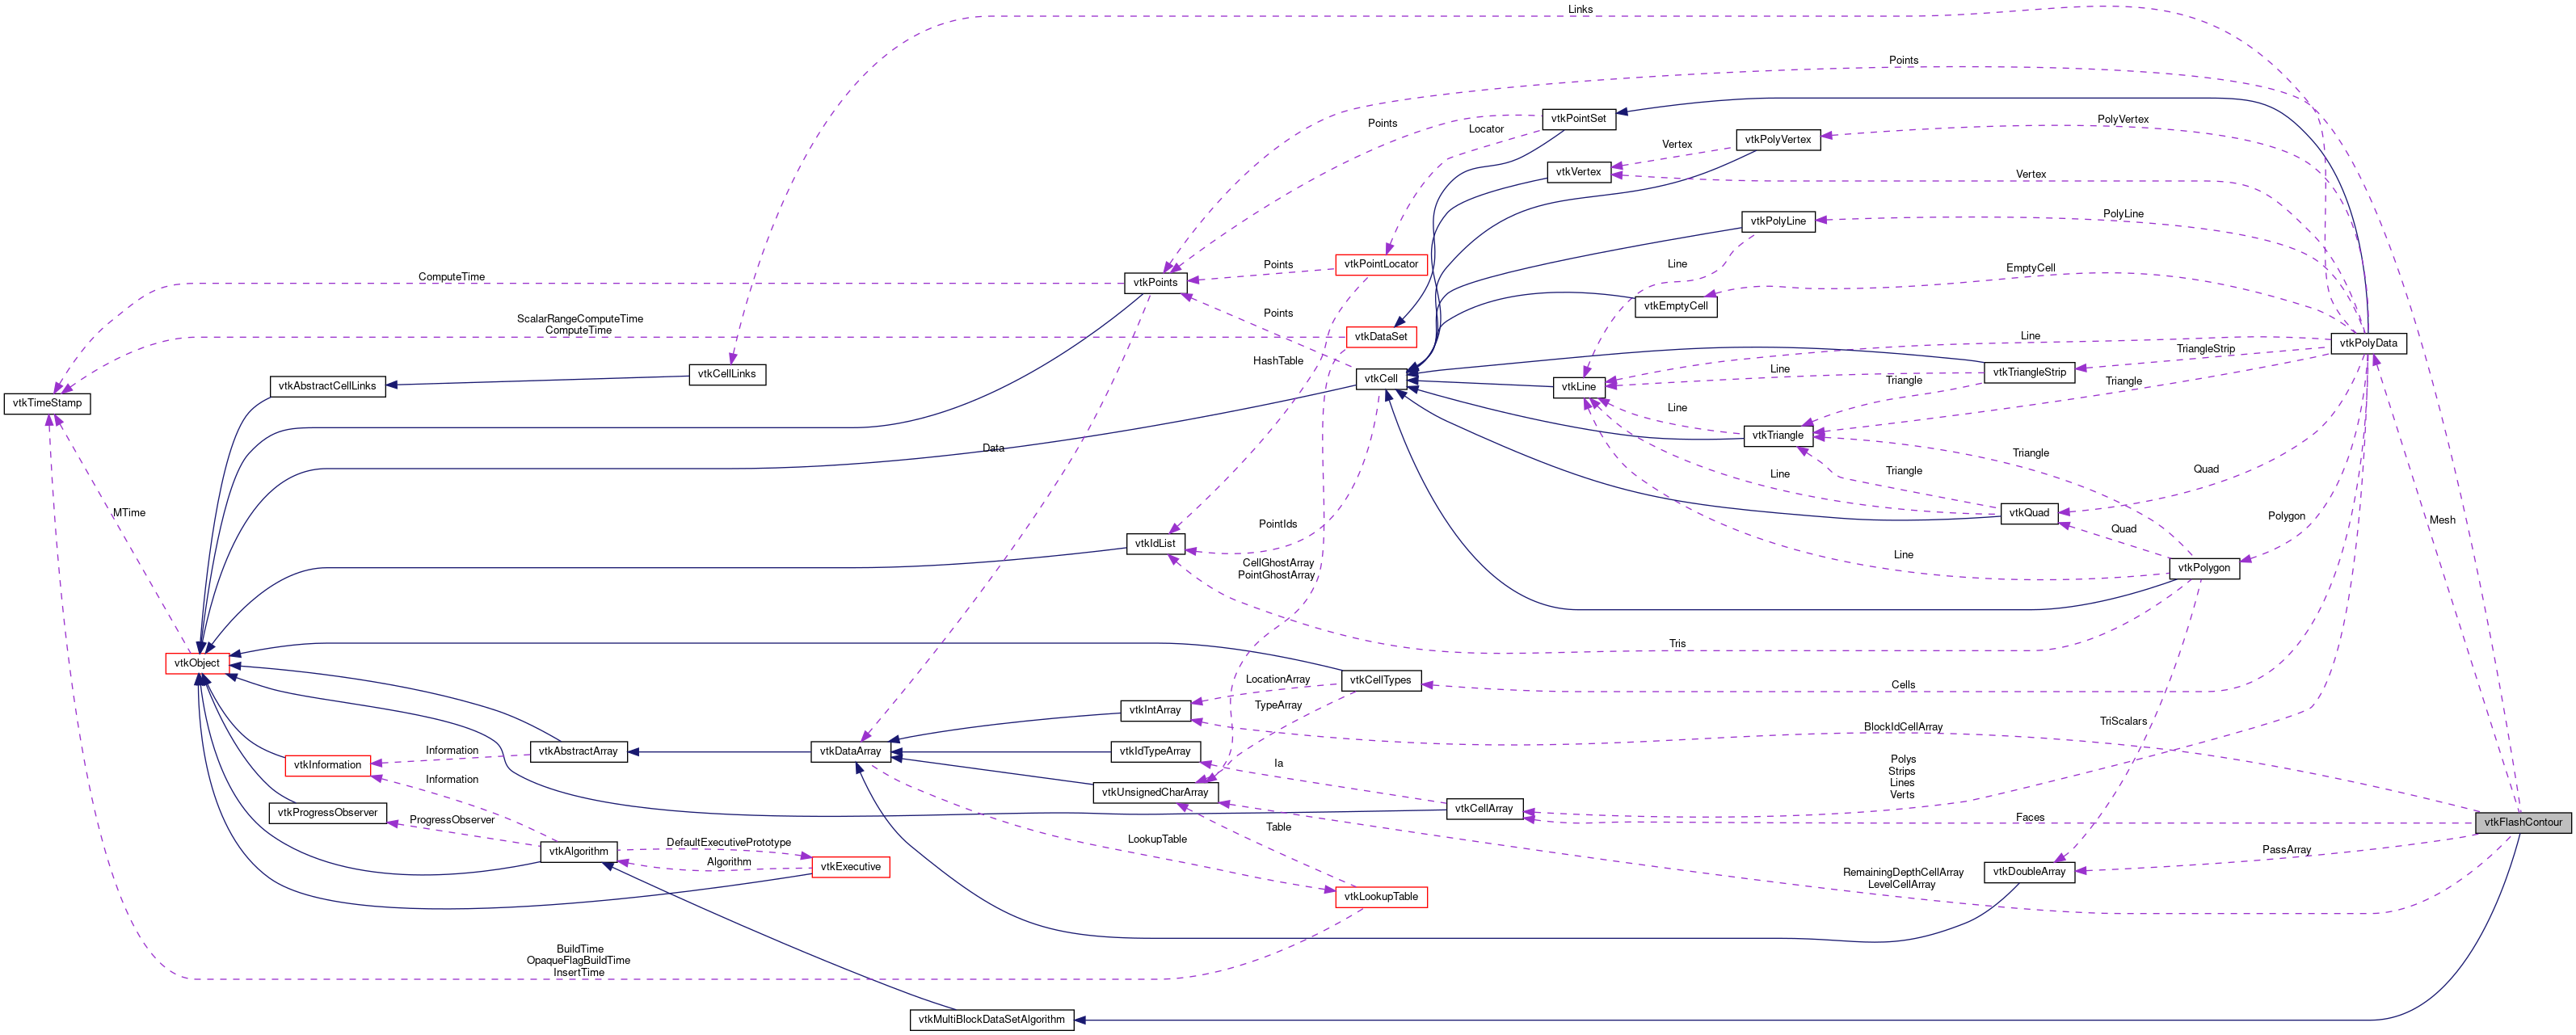 Links
Points
vtkPointSet
PolyVertex
Points
Locator
vtkPolyVertex
Vertex
vtkVertex
Vertex
PolyLine
vtkPolyLine
Line
vtkPointLocator
Points
EmptyCell
ComputeTime
vtkPoints
vtkEmptyCell
Points
ScalarRangeComputeTime
ComputeTime
vtkDataSet
Line
vtkPolyData
HashTable
TriangleStrip
vtkCellLinks
vtkAbstractCellLinks
vtkCell
vtkLine
Line
vtkTriangleStrip
Triangle
Triangle
vtkTimeStamp
Line
vtkTriangle
Data
Triangle
Quad
Triangle
Line
MTime
PointIds
vtkQuad
Polygon
Mesh
Quad
vtkIdList
Line
CellGhostArray
PointGhostArray
vtkPolygon
Tris
vtkObject
LocationArray
vtkCellTypes
Cells
TypeArray
vtkIntArray
TriScalars
BlockIdCellArray
Information
vtkAbstractArray
vtkDataArray
vtkIdTypeArray
vtkInformation
Ia
Polys
Strips
Lines
Verts
Information
vtkUnsignedCharArray
vtkCellArray
vtkProgressObserver
ProgressObserver
Table
Faces
vtkFlashContour
LookupTable
DefaultExecutivePrototype
vtkAlgorithm
Algorithm
vtkExecutive
PassArray
vtkDoubleArray
RemainingDepthCellArray
LevelCellArray
vtkLookupTable
BuildTime
OpaqueFlagBuildTime
InsertTime
vtkMultiBlockDataSetAlgorithm